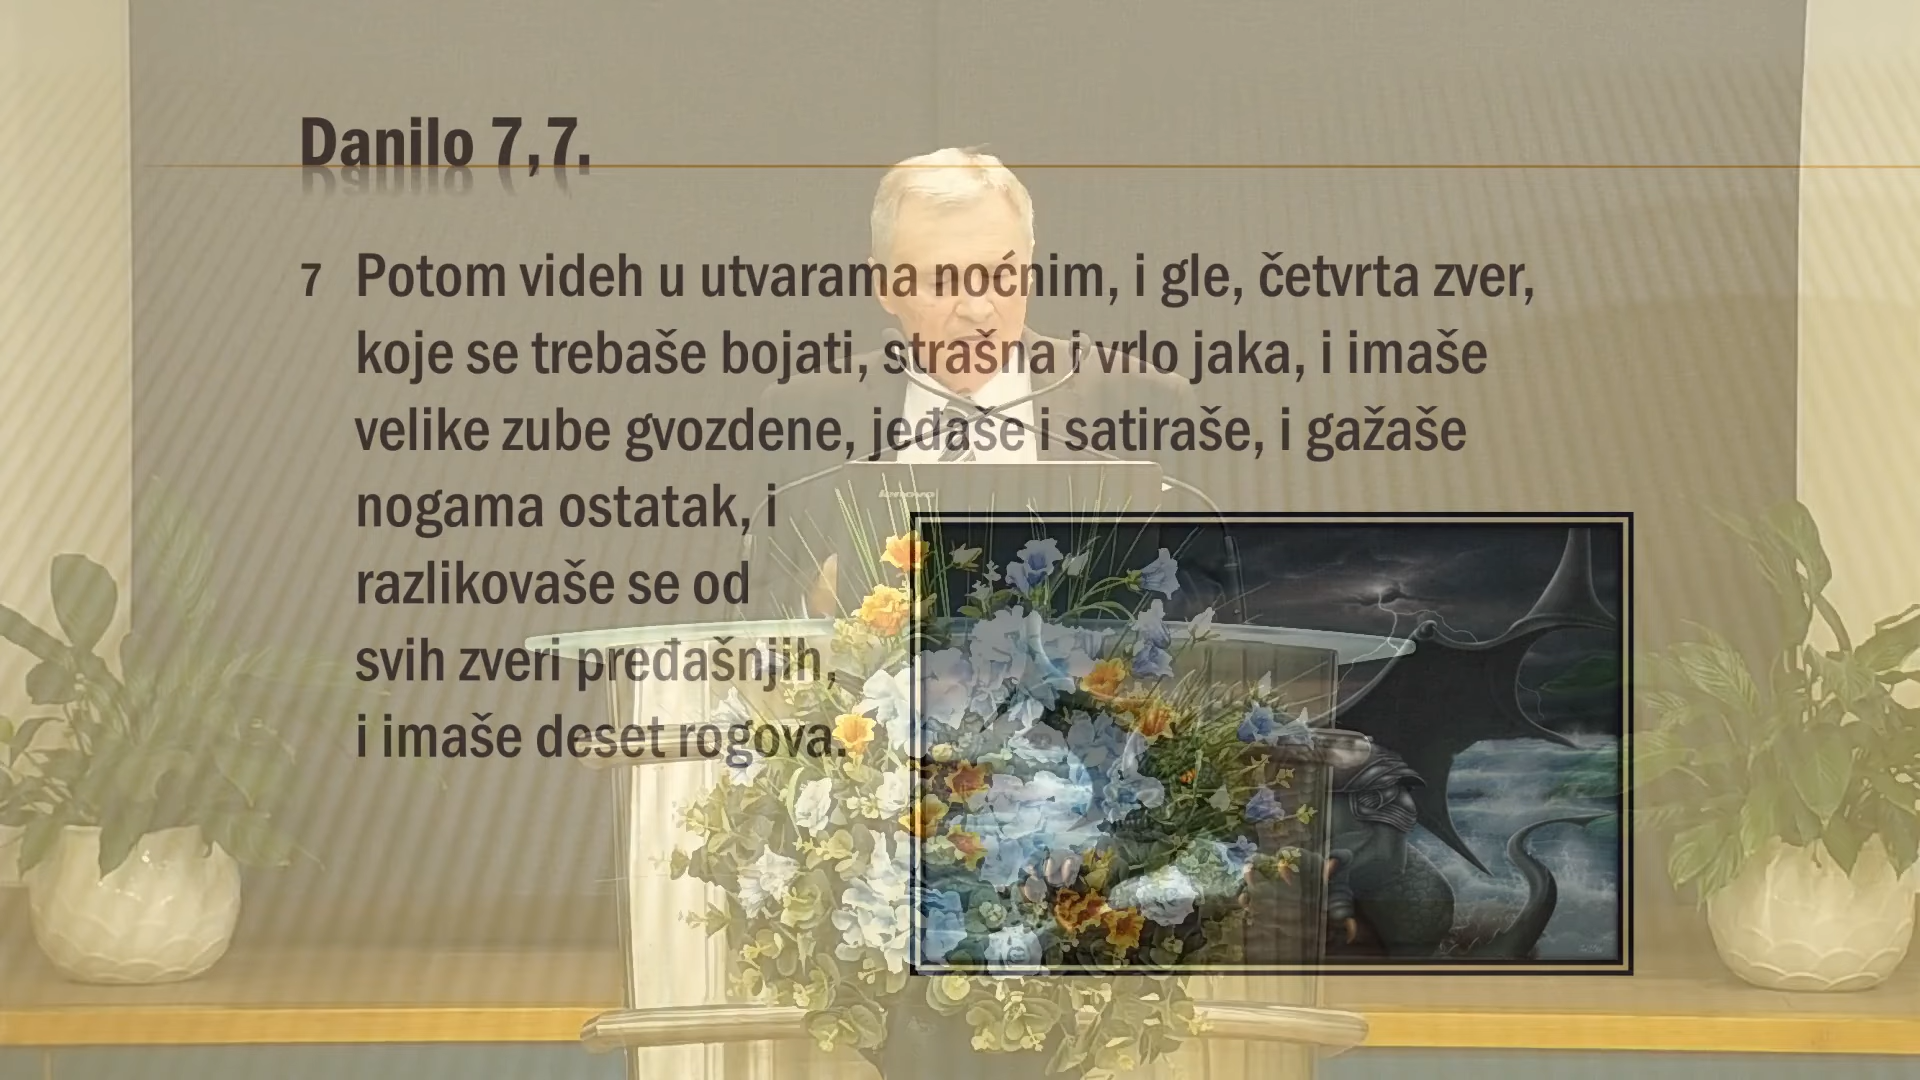 Danilo 7,7.
7 Potom videh u utvarama noćnim, i gle, četvrta zver,
koje se trebaše bojati, strašna i vrlo jaka, i imaše
velike zube gvozdene, jeđaše i satiraše, i gažaše
nogama ostatak, i
razlikovaše se od
svih zveri pređašnjih,
i imaše deset rogova.
lenovo